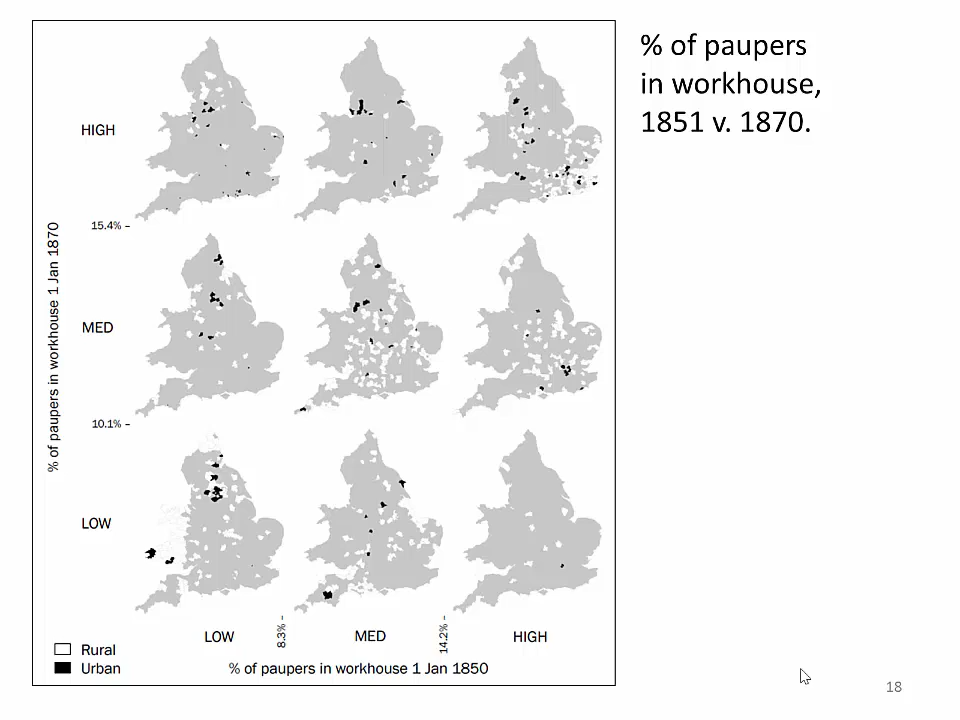 % of paupers
in workhouse,
1851 v. 1870.
HIGH
15.4%
MED
10.1%
LOW
% of paupers in workhouse 1 Jan 1870
LOW
8.3%
MED
14.2%
HIGH
% of paupers in workhouse 1 Jan 1850
Rural
Urban
18